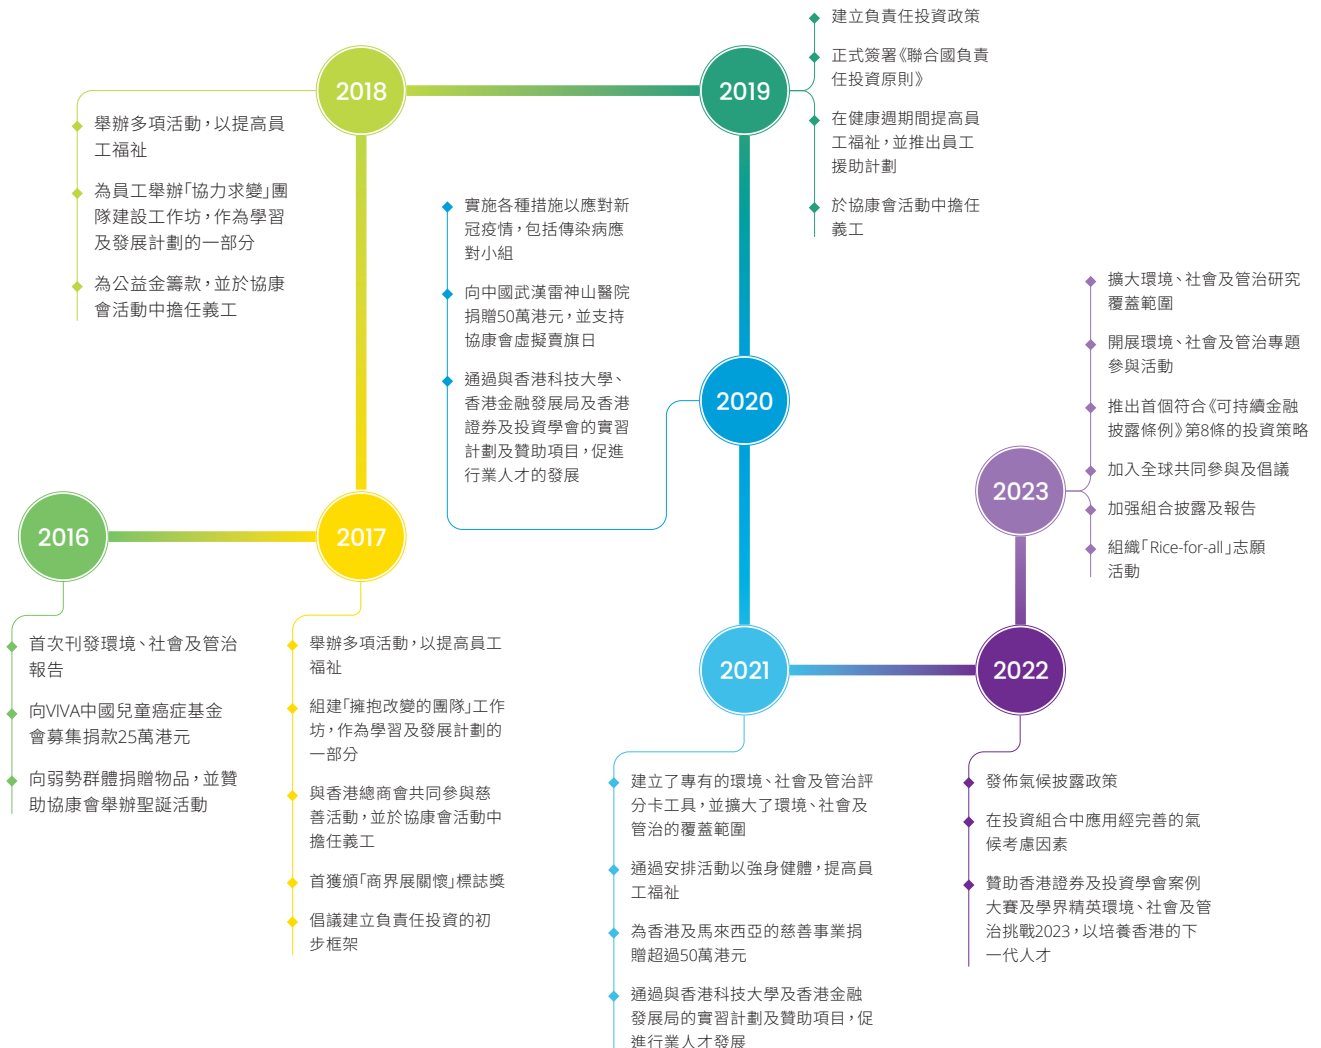 2016
首次刊發環境、社會及管治
報告
向VIVA中國兒童癌症基金
會募集捐款25萬港元
向弱勢群體捐贈物品，並贊
助協康會舉辦聖誕活動
2017
舉辦多項活動，以提高員工
福祉
組建「擁抱改變的團隊」工作
坊，作為學習及發展計劃的
一部分
與香港總商會共同參與慈
善活動，並於協康會活動中
擔任義工
首獲頒「商界展關懷」標誌獎
倡議建立負責任投資的初
步框架
2018
舉辦多項活動，以提高員
工福祉
為員工舉辦「協力求變」團
隊建設工作坊，作為學習
及發展計劃的一部分
為公益金籌款，並於協康
會活動中擔任義工
2019
建立負責任投資政策
正式簽署《聯合國負責
任投資原則》
在健康週期間提高員
工福祉，並推出員工
援助計劃
於協康會活動中擔任
義工
2020
實施各種措施以應對新
冠疫情，包括傳染病應
對小組
向中國武漢雷神山醫院
捐贈50萬港元，並支持
協康會虛擬賣旗日
通過與香港科技大學、
香港金融發展局及香港
證券及投資學會的實習
計劃及贊助項目，促進
行業人才的發展
2021
建立了專有的環境、社會及管治評
分卡工具，並擴大了環境、社會及
管治的覆蓋範圍
通過安排活動以強身健體，提高員
工福祉
為香港及馬來西亞的慈善事業捐
贈超過50萬港元
通過與香港科技大學及香港金融
發展局的實習計劃及贊助項目，促
進行業人才發展
2022
發佈氣候披露政策
在投資組合中應用經完善的氣
候考慮因素
贊助香港證券及投資學會案例
大賽及學界精英環境、社會及管
治挑戰2023，以培養香港的下
一代人才
2023
擴大環境、社會及管治研究
覆蓋範圍
開展環境、社會及管治專題
參與活動
推出首個符合《可持續金融
披露條例》第8條的投資策略
加入全球共同參與及倡議
加强組合披露及報告
組織「Rice-for-all」志願
活動